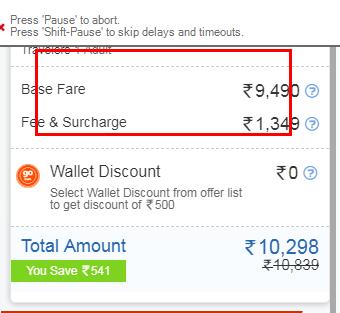 Press 'Pause' to abort.
Press 'Shift-Pause' to skip delays and timeouts.
Travelers 1 Adult
Base Fare ₹9,490 ?
Fee & Surcharge ₹1,349 ?
go
Wallet Discount ₹0 ?
Select Wallet Discount from offer list
to get discount of ₹500
Total Amount ₹10,298
You Save ₹541 ₹10,839